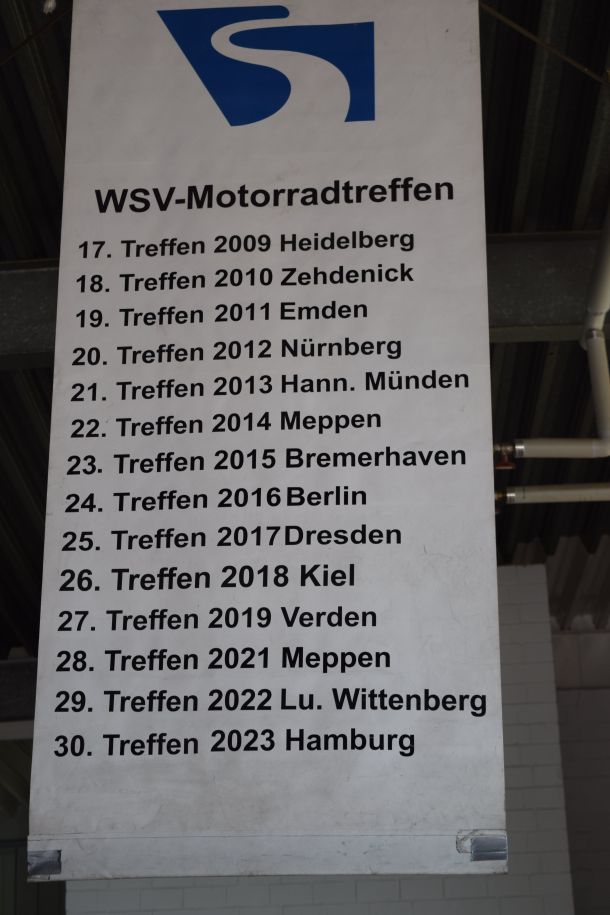 WSV-Motorradtreffen
17. Treffen 2009 Heidelberg
18. Treffen 2010 Zehdenick
19. Treffen 2011 Emden
20. Treffen 2012 Nürnberg
21. Treffen 2013 Hann. Münden
22. Treffen 2014 Meppen
23. Treffen 2015 Bremerhaven
24. Treffen 2016 Berlin
25. Treffen 2017 Dresden
26. Treffen 2018 Kiel
27. Treffen 2019 Verden
28. Treffen 2021 Meppen
29. Treffen 2022 Lu. Wittenberg
30. Treffen 2023 Hamburg